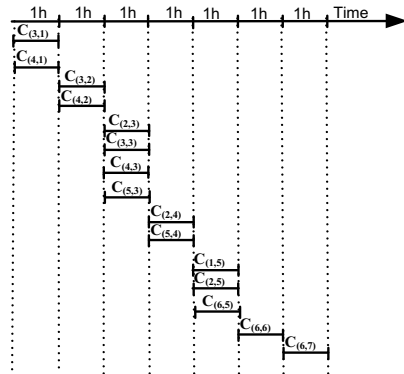 1h 1h 1h 1h 1h 1h 1h Time
C(3,1)
C(4,1)
C(3,2)
C(4,2)
C(2,3)
C(3,3)
C(4,3)
C(5,3)
C(2,4)
C(5,4)
C(1,5)
C(2,5)
C(6,5)
C(6,6)
C(6,7)